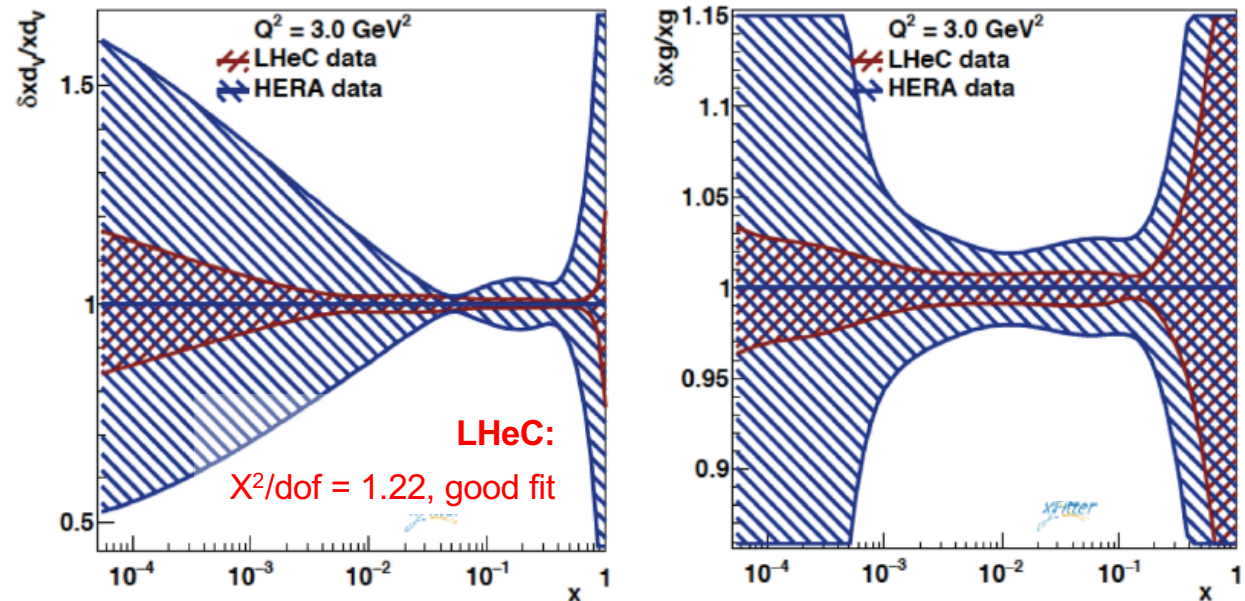 δxdᵥ/xdᵥ
Q² = 3.0 GeV²
LHeC data
HERA data
1.5
1
0.5
LHeC:
X²/dof = 1.22, good fit
xFitter
10⁻⁴ 10⁻³ 10⁻² 10⁻¹ 1
x
δxg/xg
Q² = 3.0 GeV²
LHeC data
HERA data
1.15
1.1
1.05
1
0.95
0.9
xFitter
10⁻⁴ 10⁻³ 10⁻² 10⁻¹ 1
x